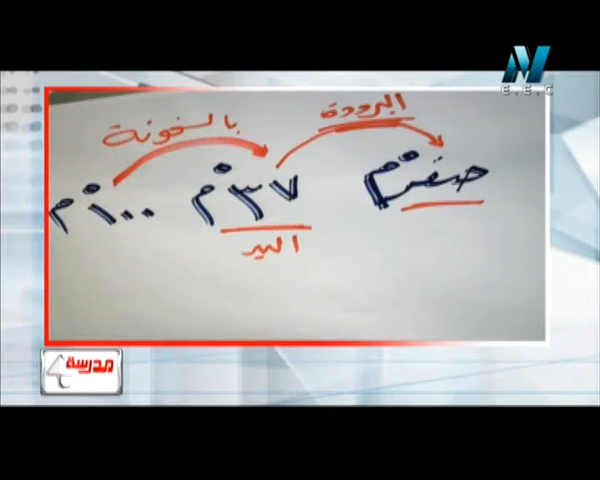 E.E.C
البرودة
بالسخونة
صفر°م
٣٧°م
١٠٠°م
اليد
مدرسة